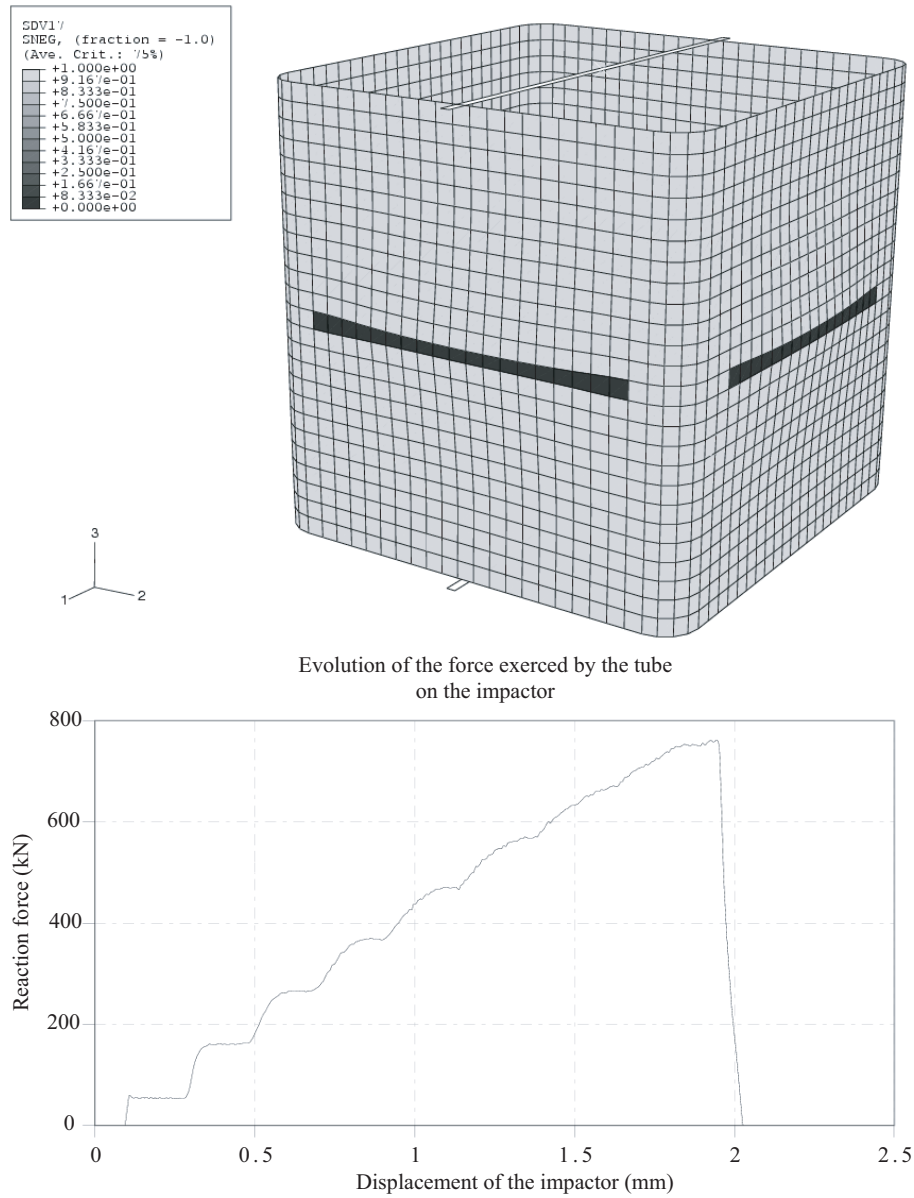 SDV17
SNEG, (fraction = -1.0)
(Ave. Crit.: 75%)
+1.000e+00
+9.167e-01
+8.333e-01
+7.500e-01
+6.667e-01
+5.833e-01
+5.000e-01
+4.167e-01
+3.333e-01
+2.500e-01
+1.667e-01
+8.333e-02
+0.000e+00
3
1
2
Evolution of the force exerced by the tube
on the impactor
Reaction force (kN)
800
600
400
200
0
0
0.5
1
1.5
2
2.5
Displacement of the impactor (mm)